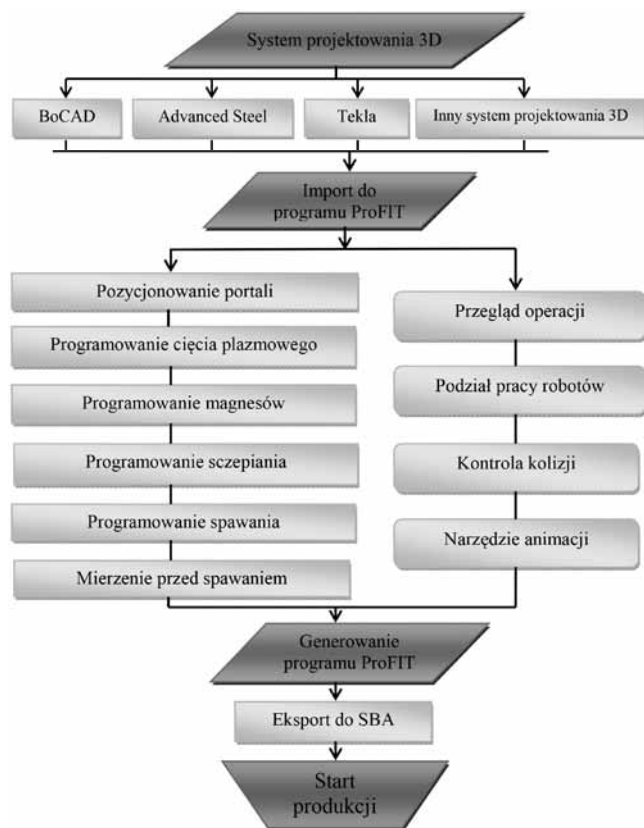 System projektowania 3D
BoCAD
Advanced Steel
Tekla
Inny system projektowania 3D
Import do
programu ProFIT
Pozycjonowanie portali
Programowanie cięcia plazmowego
Programowanie magnesów
Programowanie sczepiania
Programowanie spawania
Mierzenie przed spawaniem
Przegląd operacji
Podział pracy robotów
Kontrola kolizji
Narzędzie animacji
Generowanie
programu ProFIT
Eksport do SBA
Start
produkcji